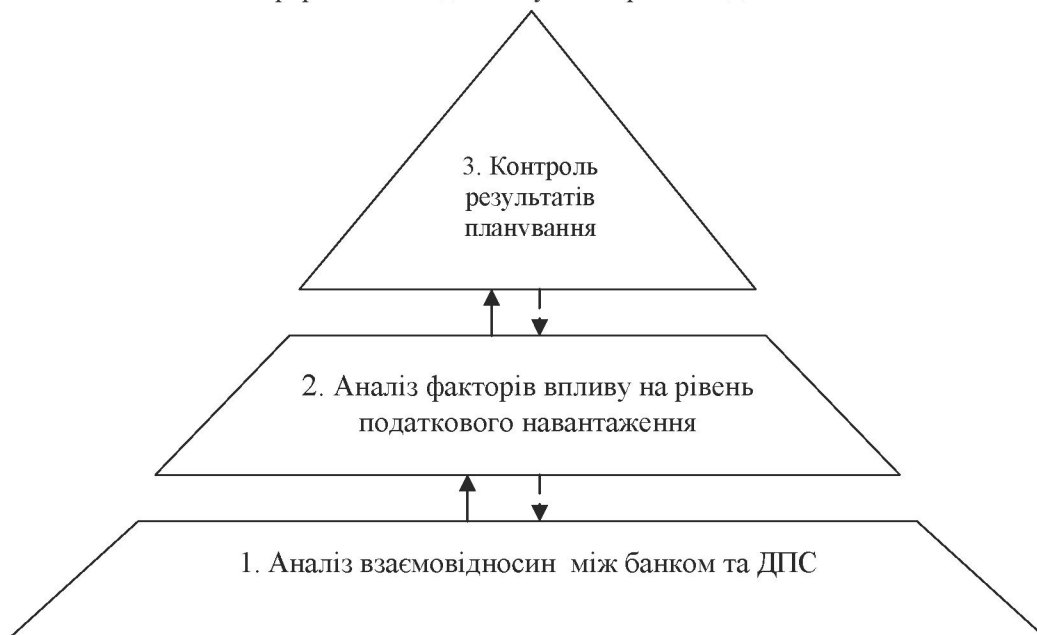 3. Контроль
результатів
планування
2. Аналіз факторів впливу на рівень
податкового навантаження
1. Аналіз взаємовідносин між банком та ДПС